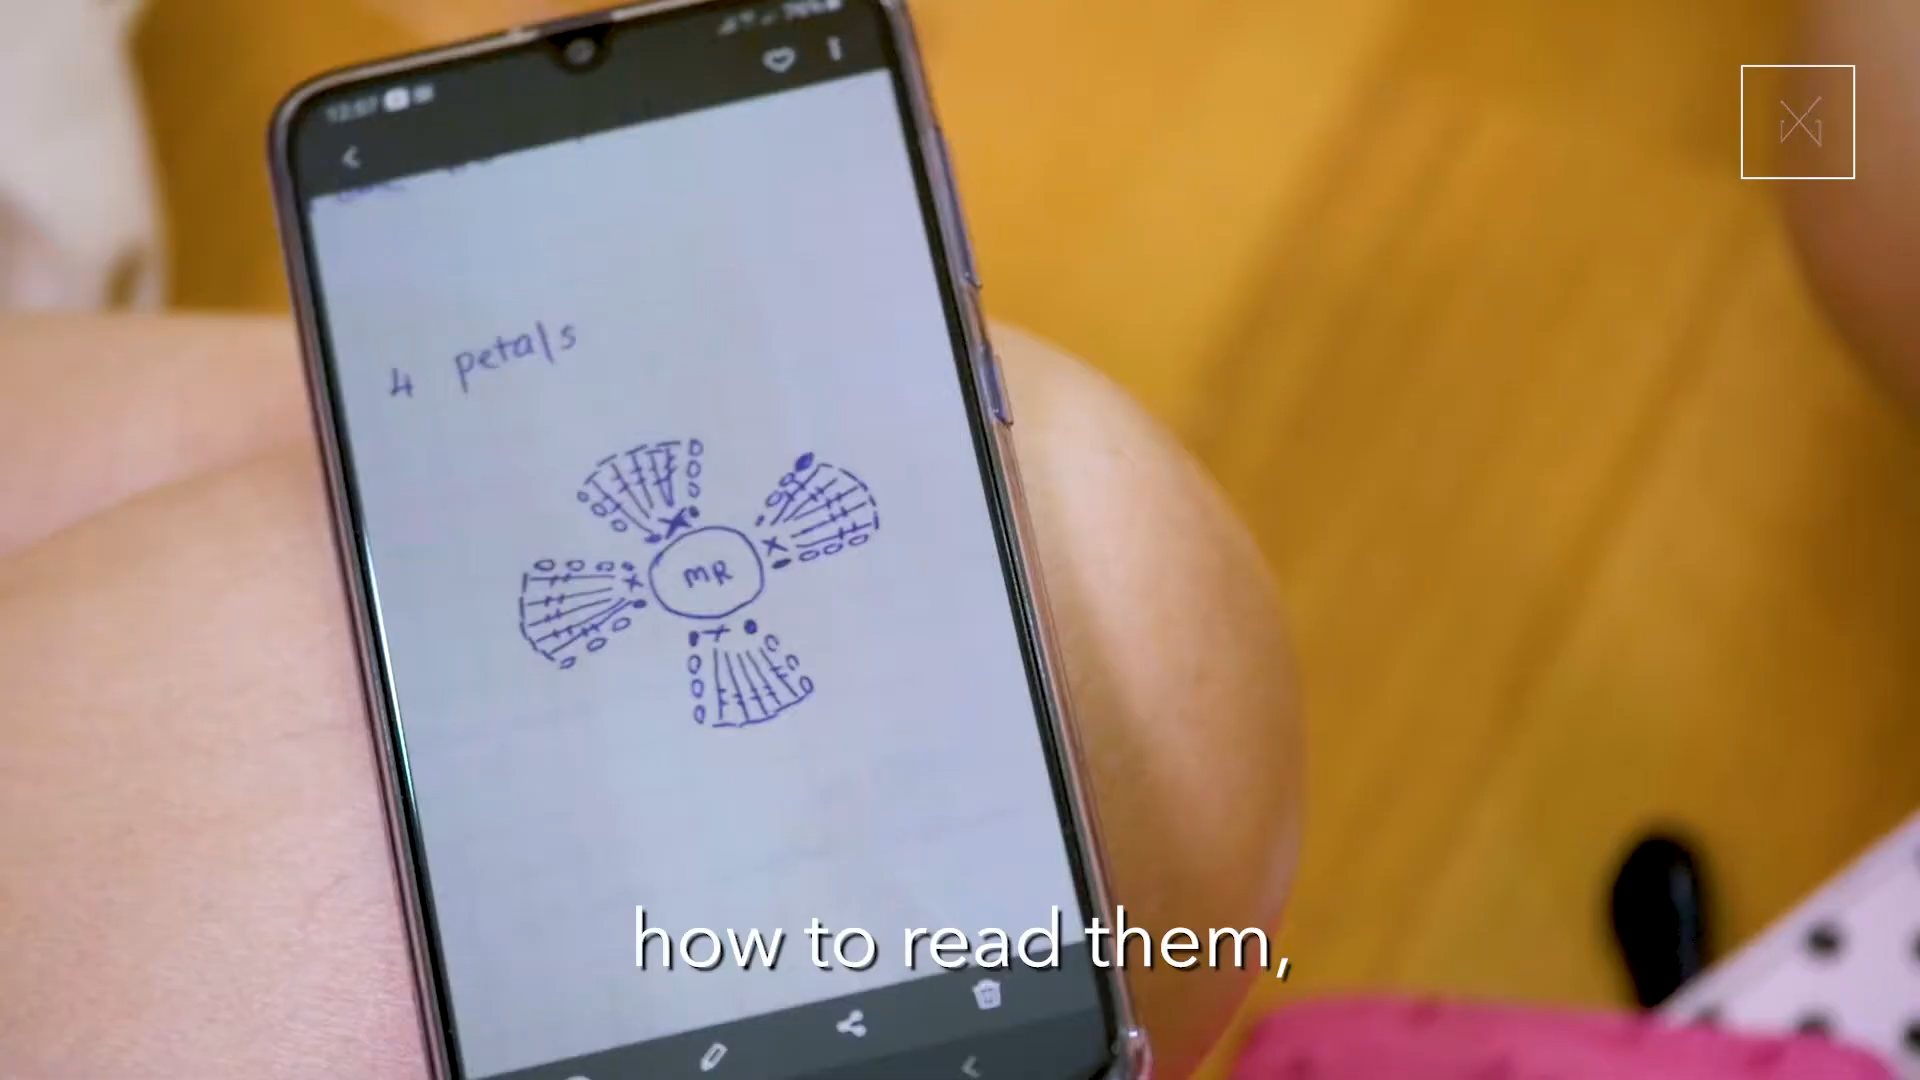 4 petals
MR
how to read them,